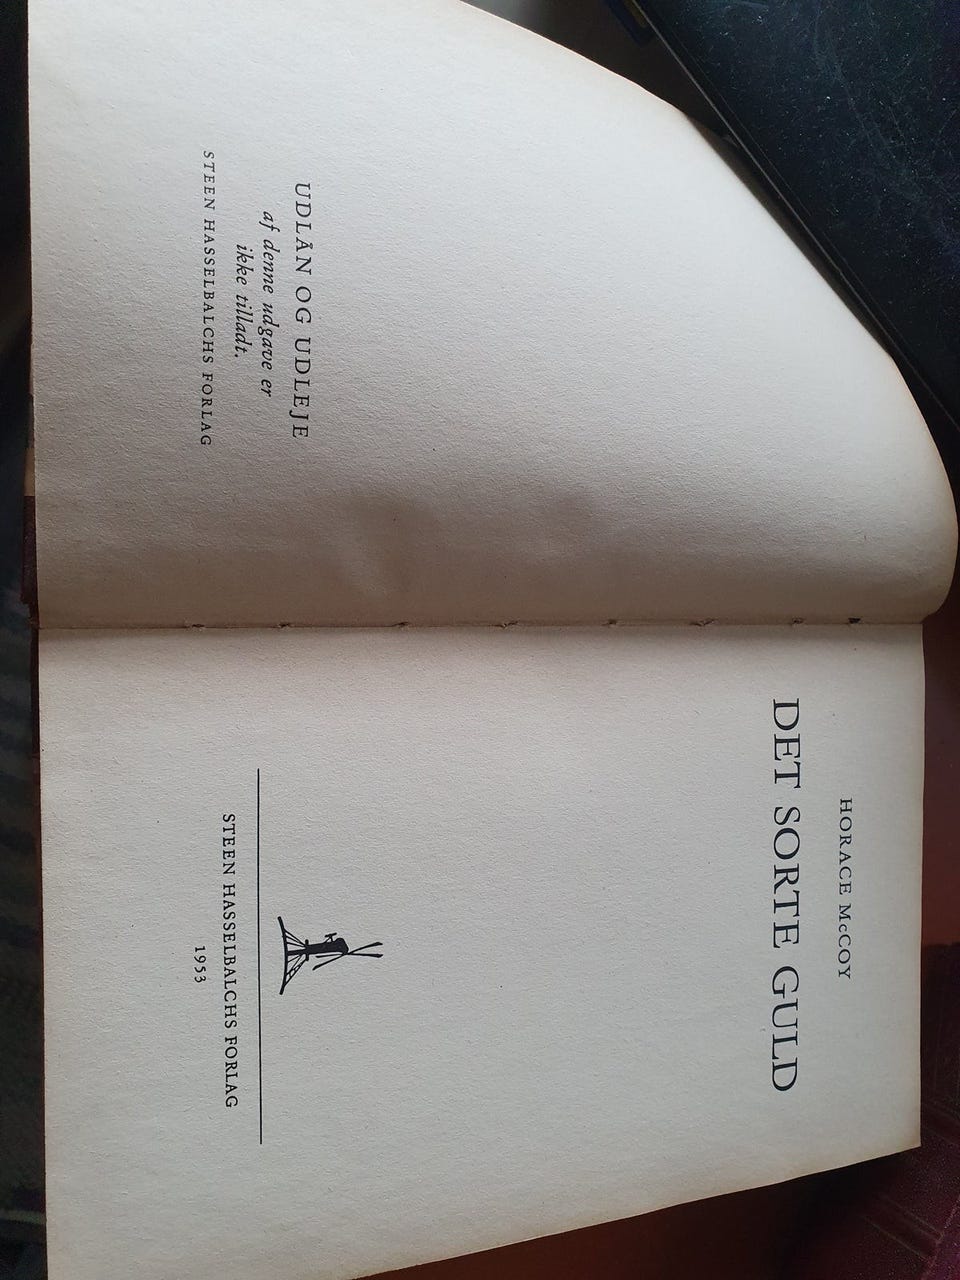 UDLÅN OG UDLEJE
af denne udgave er
ikke tilladt.
STEEN HASSELBALCHS FORLAG
HORACE McCOY
DET SORTE GULD
STEEN HASSELBALCHS FORLAG
1953